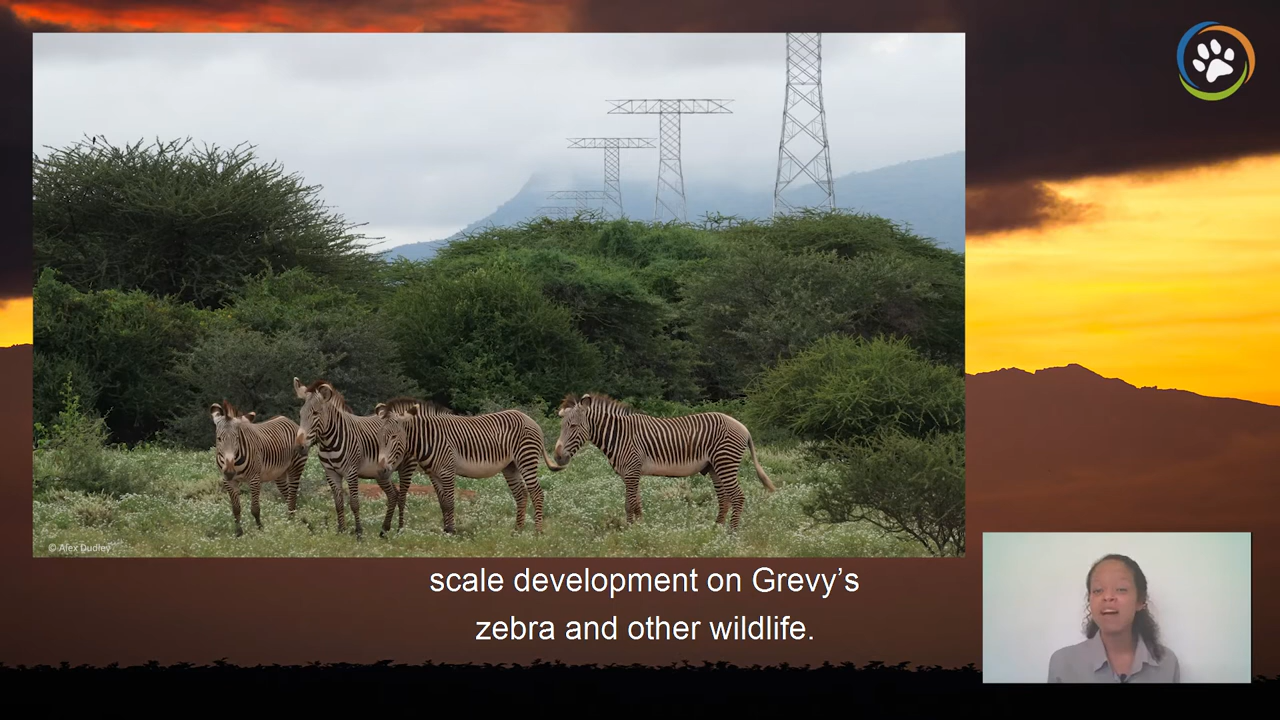 © Alex Dudley
scale development on Grevy’s
zebra and other wildlife.